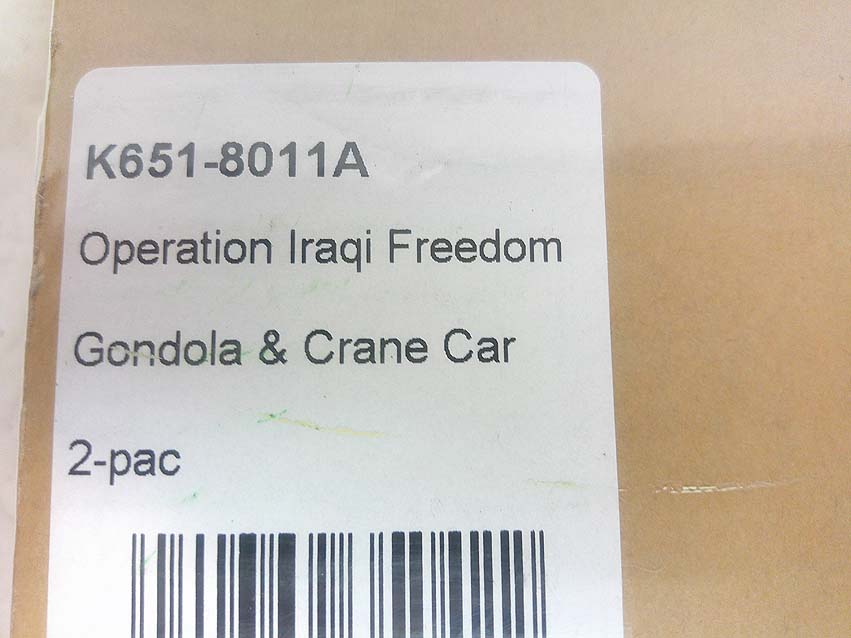 K651-8011A
Operation Iraqi Freedom
Gondola & Crane Car
2-pac